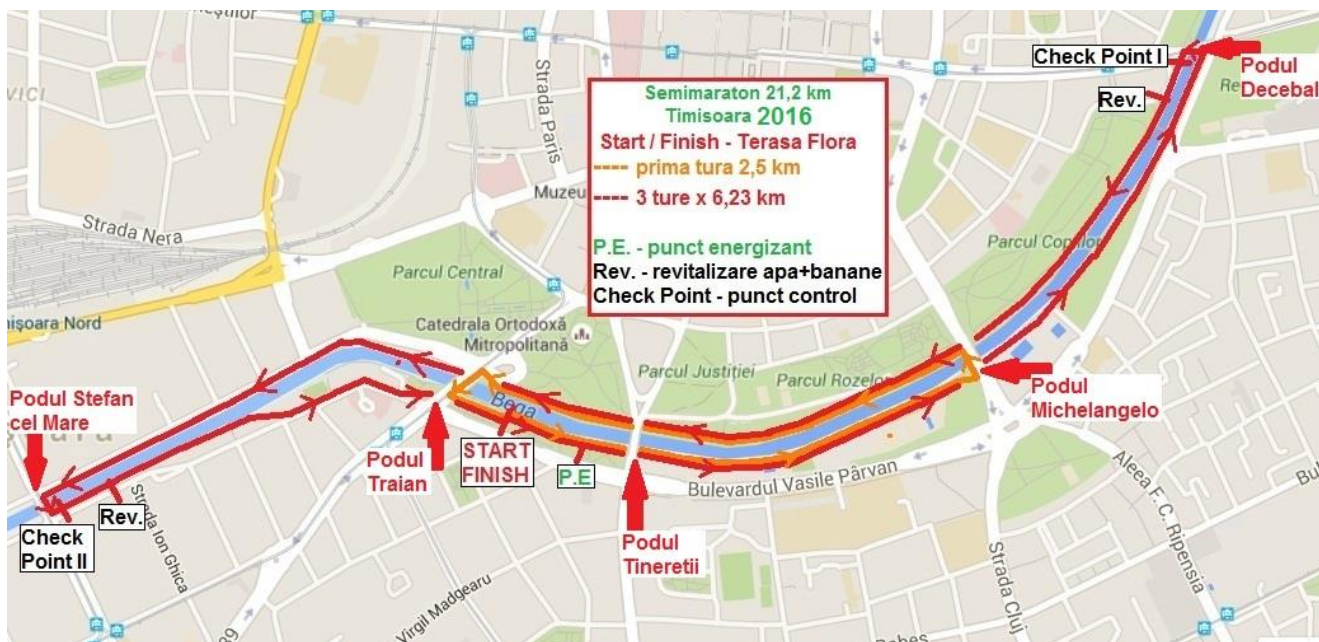 Strada Paris
Check Point I
Podul
Decebal
Rev.
Semimaraton 21,2 km
Timisoara 2016
Start / Finish - Terasa Flora
---- prima tura 2,5 km
---- 3 ture x 6,23 km
P.E. - punct energizant
Rev. - revitalizare apa+banane
Check Point - punct control
Strada Nera
Parcul Central
Parcul Copiilor
Catedrala Ortodoxă
Mitropolitană
Parcul Justiției
Parcul Rozelor
Bega
Podul Stefan
cel Mare
Podul
Michelangelo
START
FINISH
P.E
Podul
Traian
Bulevardul Vasile Pârvan
Rev.
Strada Ion Ghica
Check
Point II
Podul
Tineretii
Aleea F. C. Ripensia
Strada Cluj
Virgil Madgearu